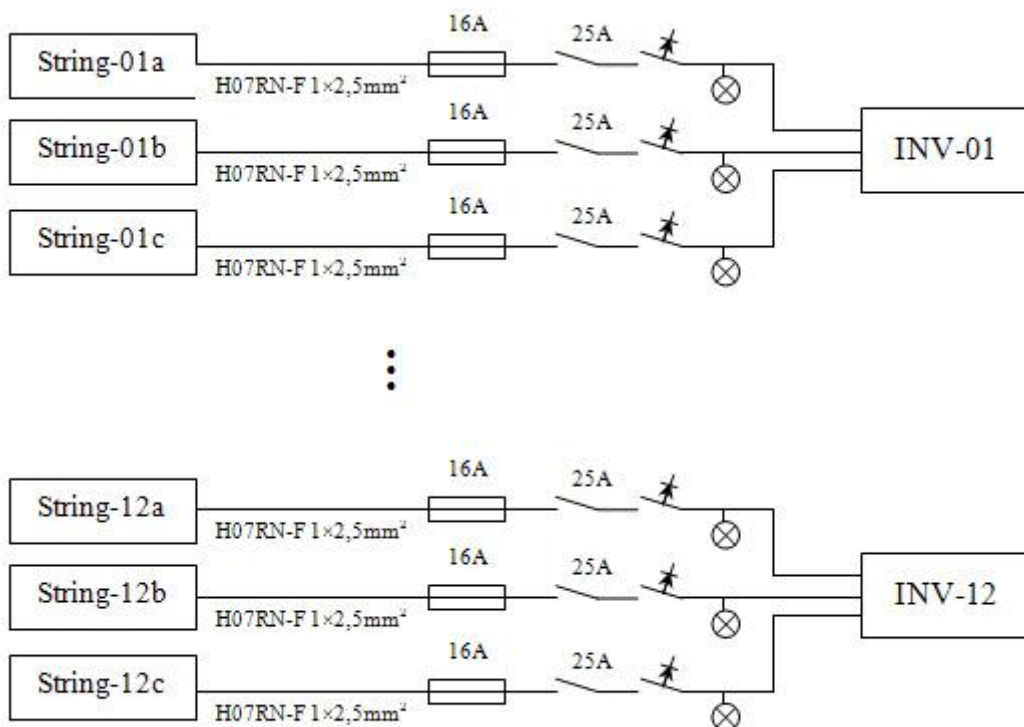 16A
25A
String-01a
H07RN-F 1×2,5mm²
16A
25A
String-01b
INV-01
H07RN-F 1×2,5mm²
16A
25A
String-01c
H07RN-F 1×2,5mm²
16A
25A
String-12a
H07RN-F 1×2,5mm²
16A
25A
String-12b
INV-12
H07RN-F 1×2,5mm²
16A
25A
String-12c
H07RN-F 1×2,5mm²